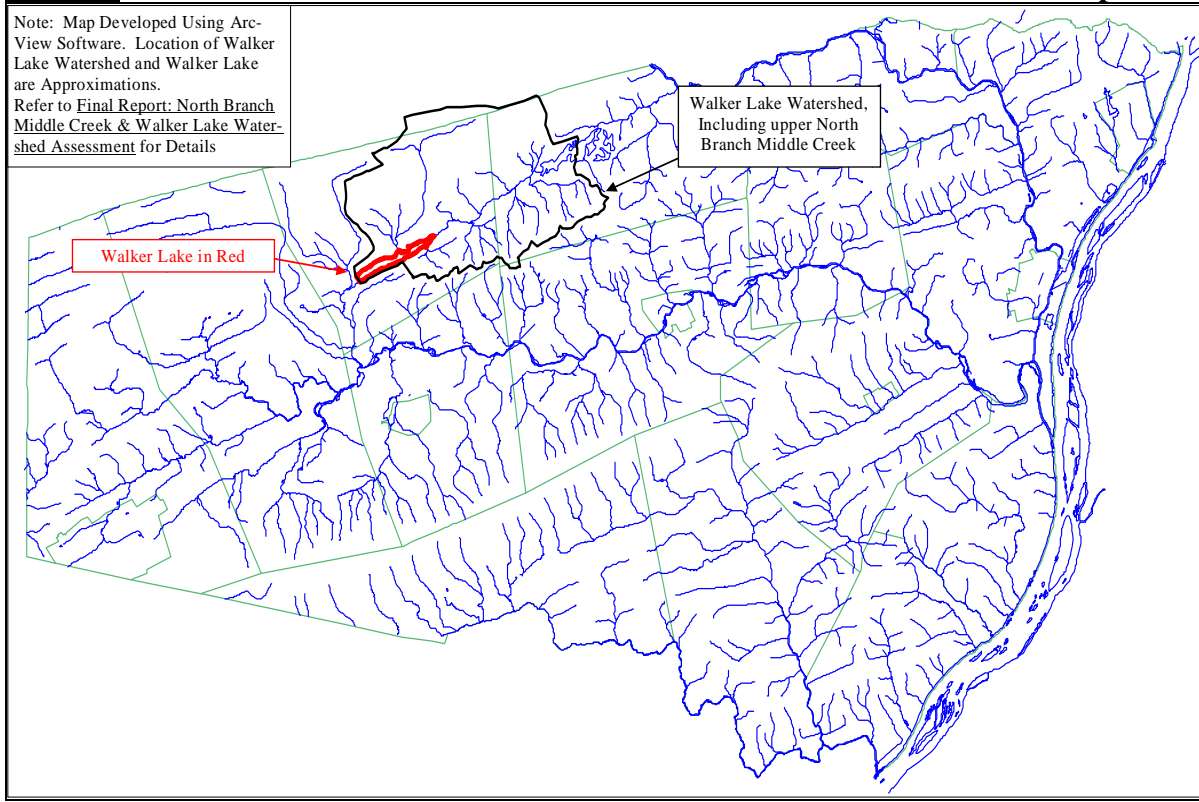 Note: Map Developed Using Arc-
View Software. Location of Walker
Lake Watershed and Walker Lake
are Approximations.
Refer to Final Report: North Branch
Middle Creek & Walker Lake Water-
shed Assessment for Details
Walker Lake Watershed,
Including upper North
Branch Middle Creek
Walker Lake in Red